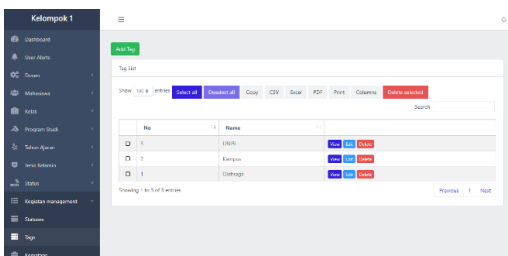 Kelompok 1
Dashboard
User Alerts
Dosen
Mahasiswa
Kelas
Program Studi
Tahun Ajaran
Jenis Kelamin
Status
Kegiatan management
Statuses
Tags
Add Tag
Tag List
Show 100 entries
Select all Deselect all Copy CSV Excel PDF Print Columns Delete selected
Search:
No Name
View Edit Delete
2 Kampus View Edit Delete
1 Olahraga View Edit Delete
Showing 1 to 3 of 3 entries
Previous 1 Next